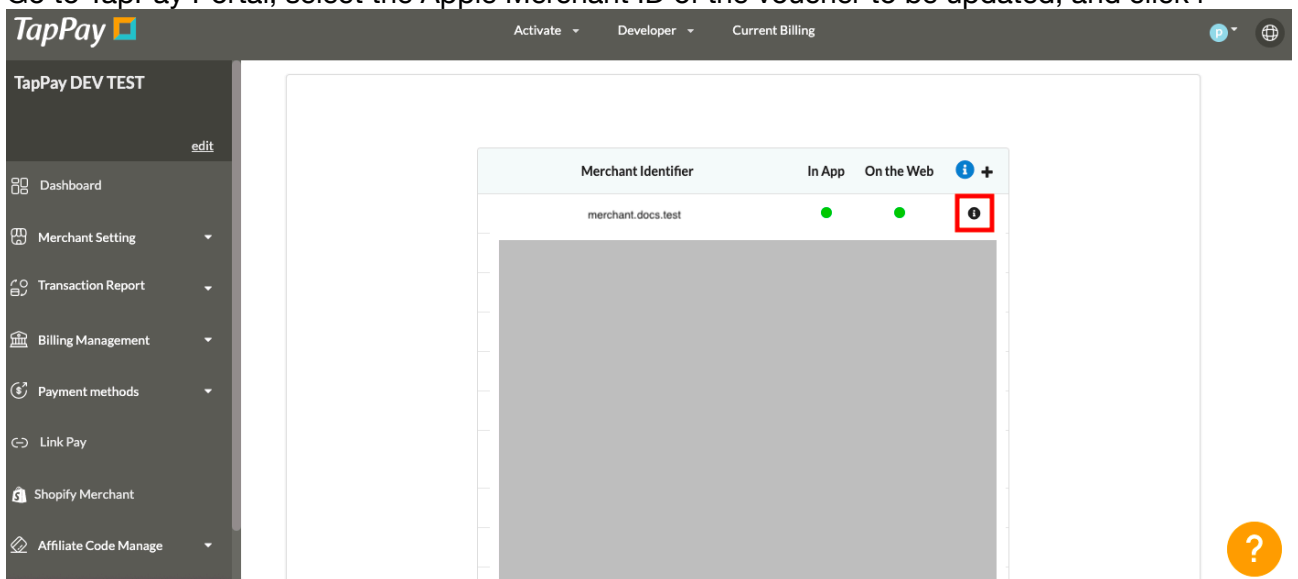 Go to TapPay Portal, select the Apple Merchant ID of the voucher to be updated, and click i
TapPay
Activate
Developer
Current Billing
P
TapPay DEV TEST
edit
Dashboard
Merchant Setting
Transaction Report
Billing Management
Payment methods
Link Pay
Shopify Merchant
Affiliate Code Manage
Merchant Identifier
In App
On the Web
merchant.docs.test
?